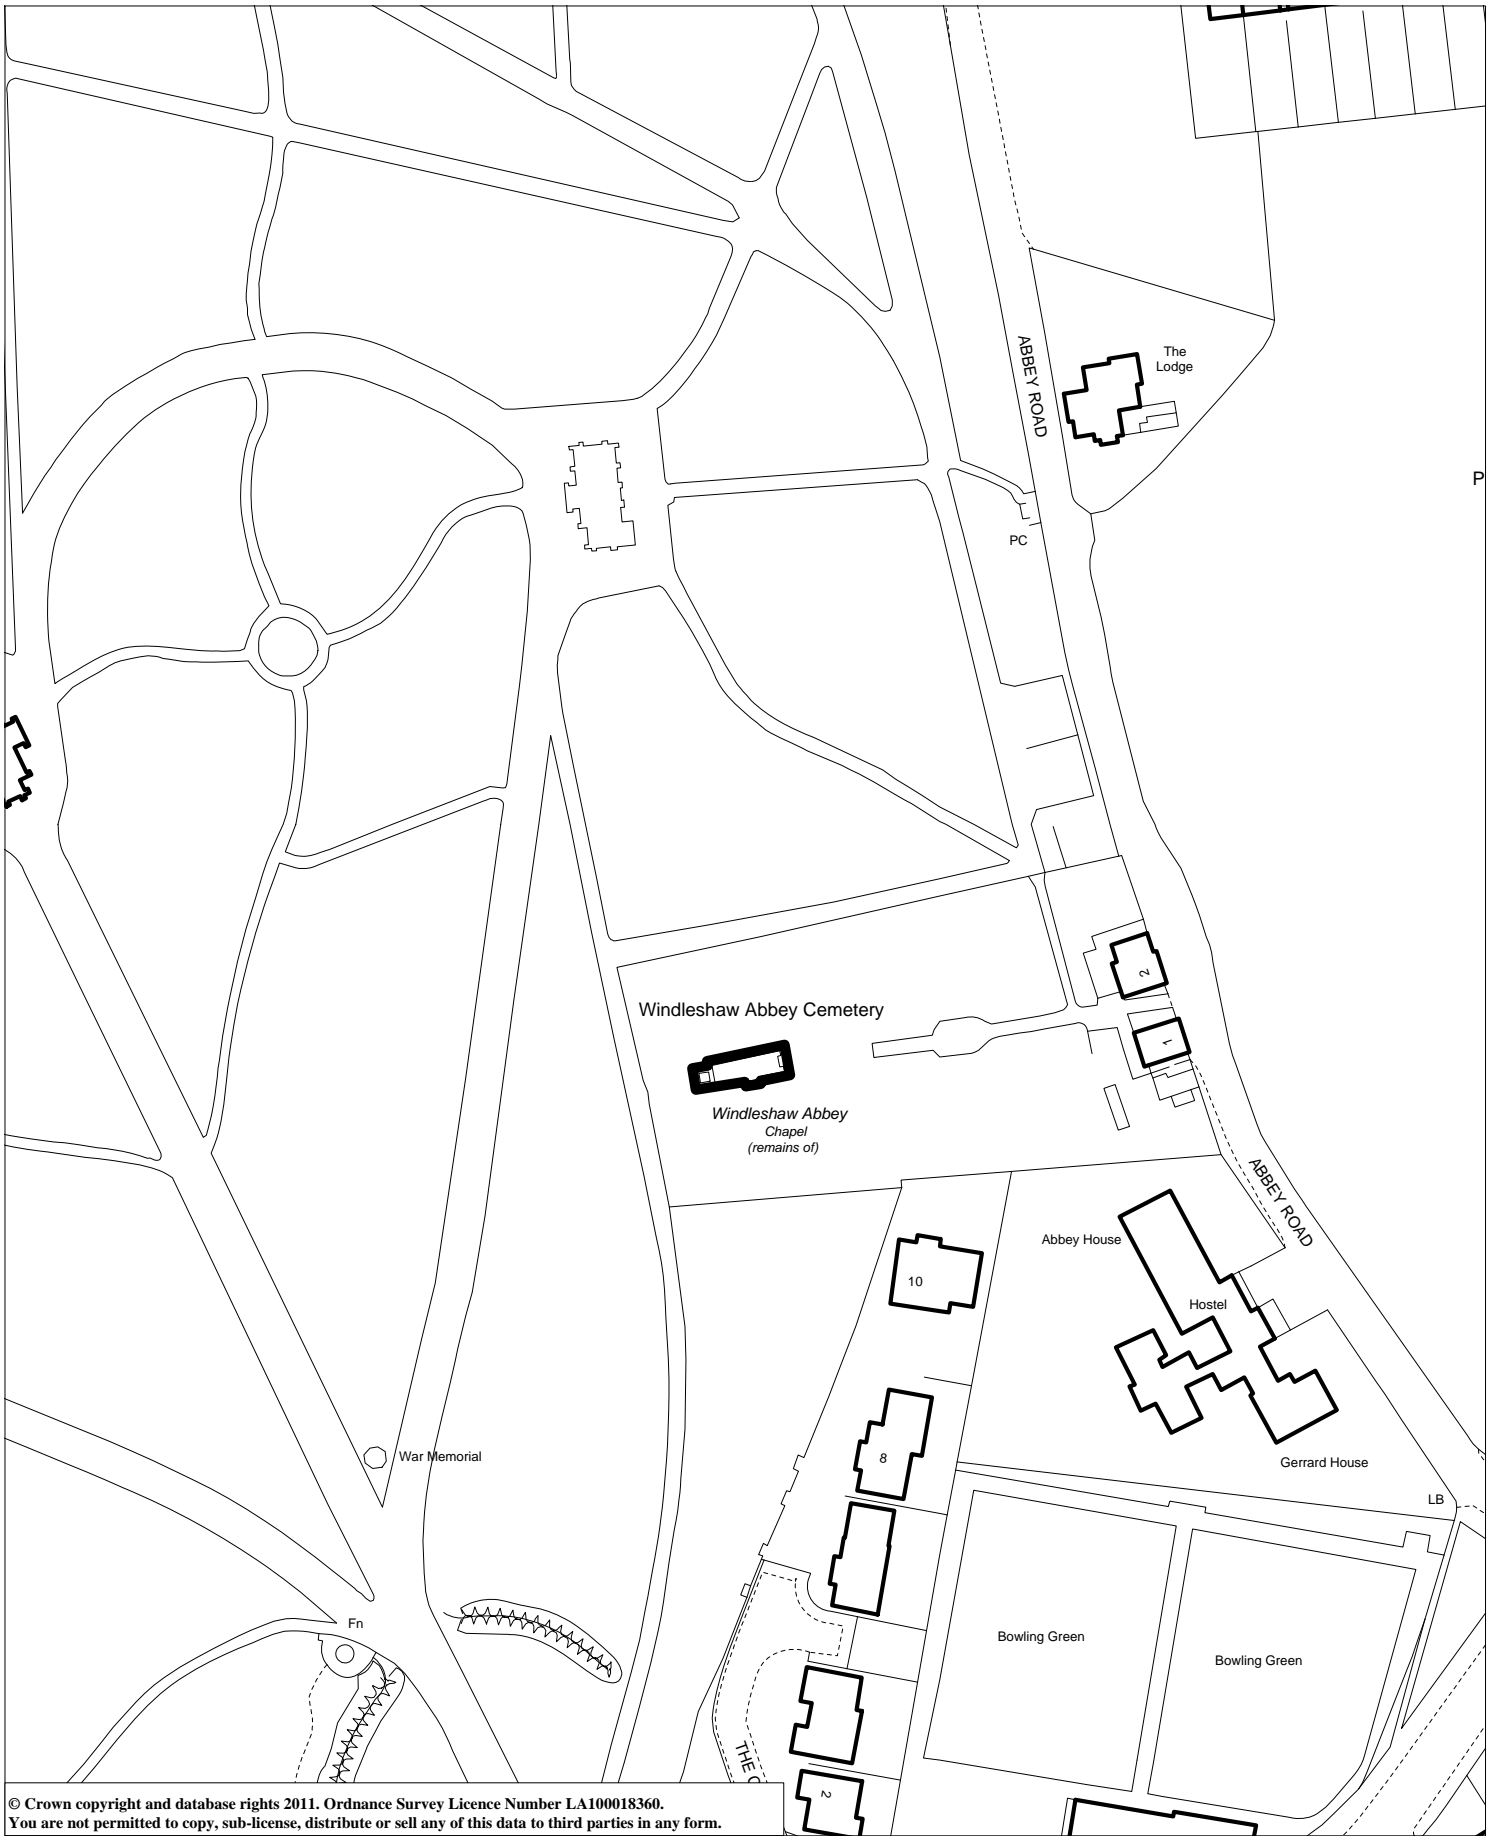 ABBEY ROAD
The
Lodge
P
PC
2
Windleshaw Abbey Cemetery
1
Windleshaw Abbey
Chapel
(remains of)
ABBEY ROAD
Abbey House
10
Hostel
8
War Memorial
Gerrard House
LB
Fn
Bowling Green
Bowling Green
THE
2
© Crown copyright and database rights 2011. Ordnance Survey Licence Number LA100018360.
You are not permitted to copy, sub-license, distribute or sell any of this data to third parties in any form.